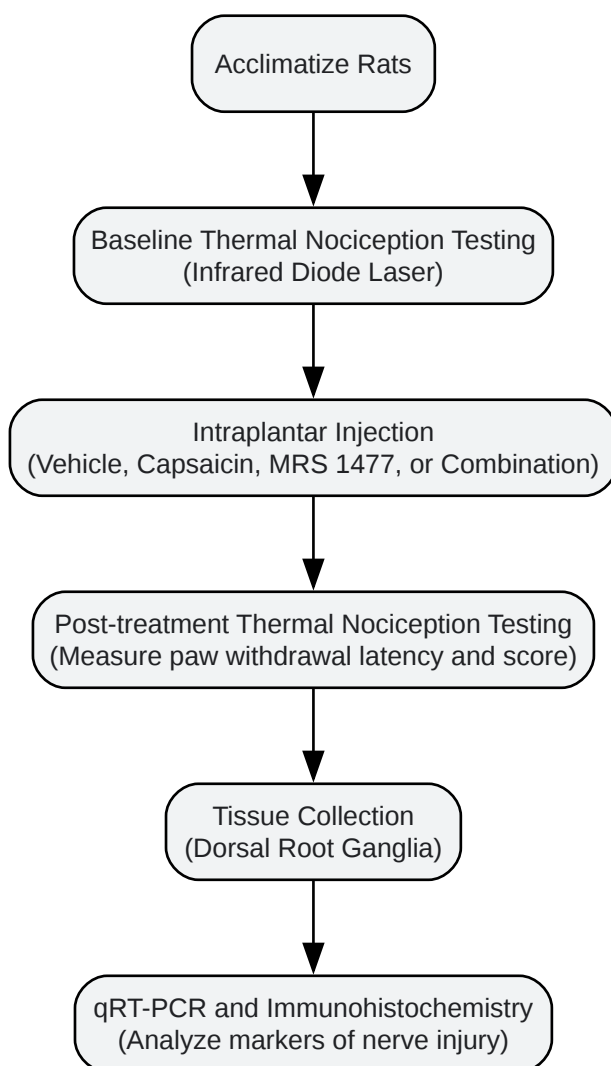 Acclimatize Rats
Baseline Thermal Nociception Testing
(Infrared Diode Laser)
Intraplantar Injection
(Vehicle, Capsaicin, MRS 1477, or Combination)
Post-treatment Thermal Nociception Testing
(Measure paw withdrawal latency and score)
Tissue Collection
(Dorsal Root Ganglia)
qRT-PCR and Immunohistochemistry
(Analyze markers of nerve injury)